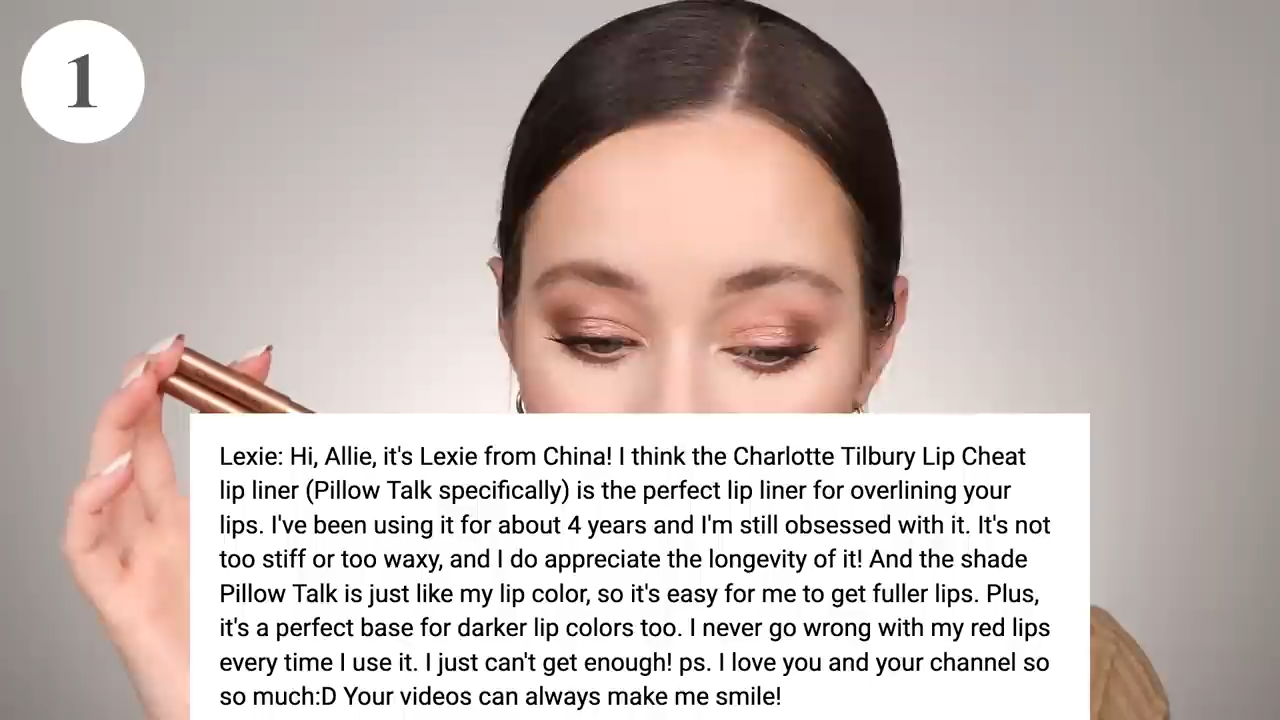 1
Lexie: Hi, Allie, it's Lexie from China! I think the Charlotte Tilbury Lip Cheat
lip liner (Pillow Talk specifically) is the perfect lip liner for overlining your
lips. I've been using it for about 4 years and I'm still obsessed with it. It's not
too stiff or too waxy, and I do appreciate the longevity of it! And the shade
Pillow Talk is just like my lip color, so it's easy for me to get fuller lips. Plus,
it's a perfect base for darker lip colors too. I never go wrong with my red lips
every time I use it. I just can't get enough! ps. I love you and your channel so
so much:D Your videos can always make me smile!